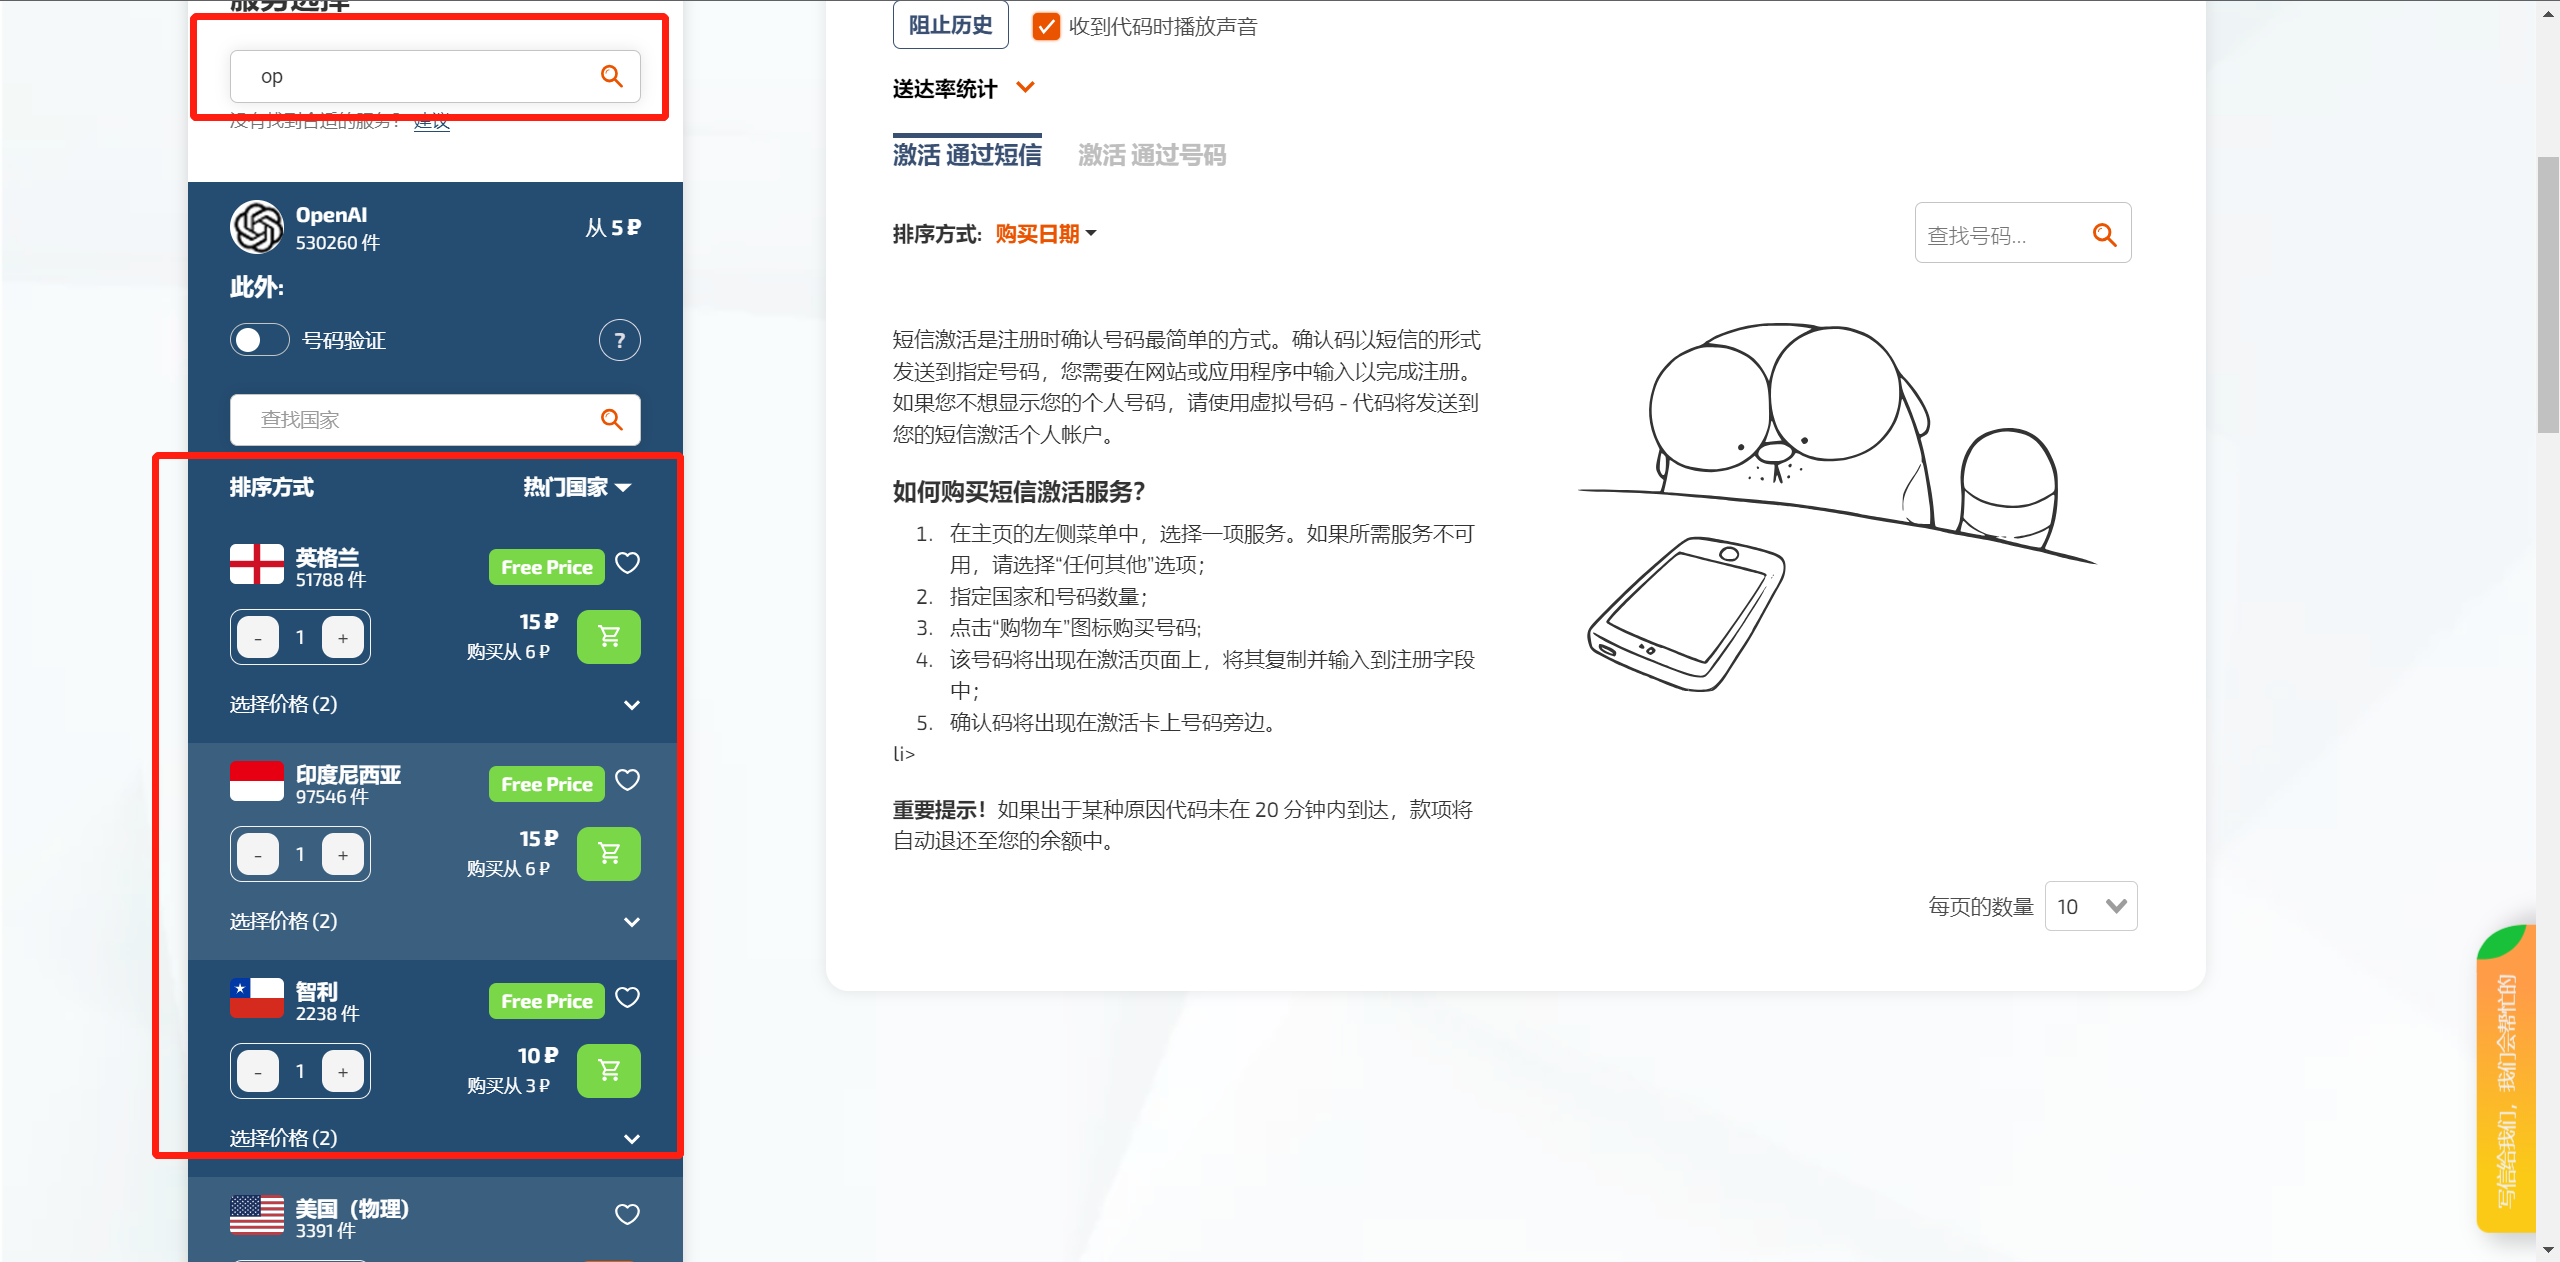 服务选择
op
没有找到合适的服务？ 建议
OpenAI
530260 件
从 5 ₽
此外:
号码验证
?
查找国家
排序方式
热门国家
英格兰
51788 件
Free Price
- 1 +
15 ₽
购买从 6 ₽
选择价格 (2)
印度尼西亚
97546 件
Free Price
- 1 +
15 ₽
购买从 6 ₽
选择价格 (2)
智利
2238 件
Free Price
- 1 +
10 ₽
购买从 3 ₽
选择价格 (2)
美国（物理)
3391 件
阻止历史
收到代码时播放声音
送达率统计
激活 通过短信
激活 通过号码
排序方式: 购买日期
查找号码...
短信激活是注册时确认号码最简单的方式。确认码以短信的形式
发送到指定号码，您需要在网站或应用程序中输入以完成注册。
如果您不想显示您的个人号码，请使用虚拟号码 - 代码将发送到
您的短信激活个人帐户。
如何购买短信激活服务？
1. 在主页的左侧菜单中，选择一项服务。如果所需服务不可
用，请选择“任何其他”选项；
2. 指定国家和号码数量；
3. 点击“购物车”图标购买号码;
4. 该号码将出现在激活页面上，将其复制并输入到注册字段
中；
5. 确认码将出现在激活卡上号码旁边。
li>
重要提示！如果出于某种原因代码未在 20 分钟内到达，款项将
自动退还至您的余额中。
每页的数量
10
写信给我们，我们会帮忙的